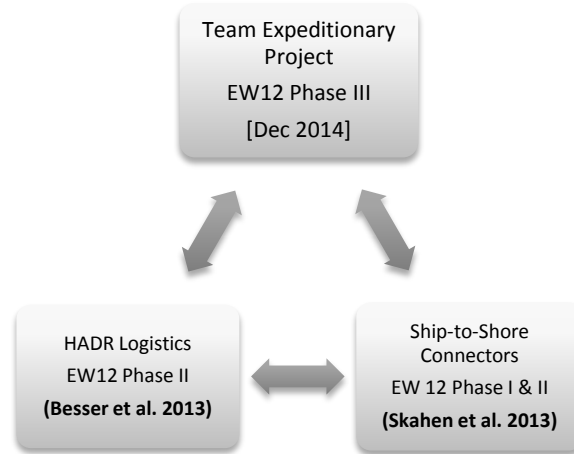 Team Expeditionary
Project
EW12 Phase III
[Dec 2014]
HADR Logistics
EW12 Phase II
(Besser et al. 2013)
Ship-to-Shore
Connectors
EW 12 Phase I & II
(Skahen et al. 2013)